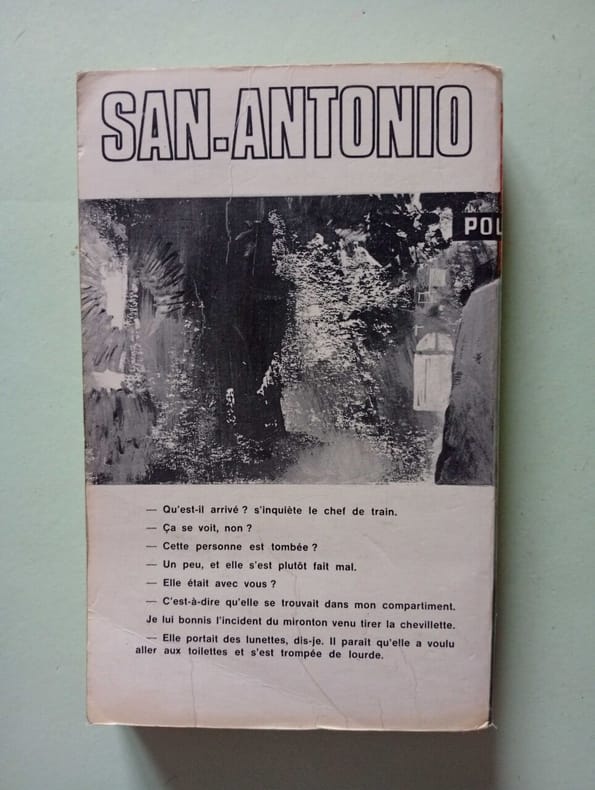 SAN-ANTONIO
POL
— Qu'est-il arrivé ? s'inquiète le chef de train.
— Ça se voit, non ?
— Cette personne est tombée ?
— Un peu, et elle s'est plutôt fait mal.
— Elle était avec vous ?
— C'est-à-dire qu'elle se trouvait dans mon compartiment.
Je lui bonnis l'incident du mironton venu tirer la chevillette.
— Elle portait des lunettes, dis-je. Il paraît qu'elle a voulu
aller aux toilettes et s'est trompée de lourde.